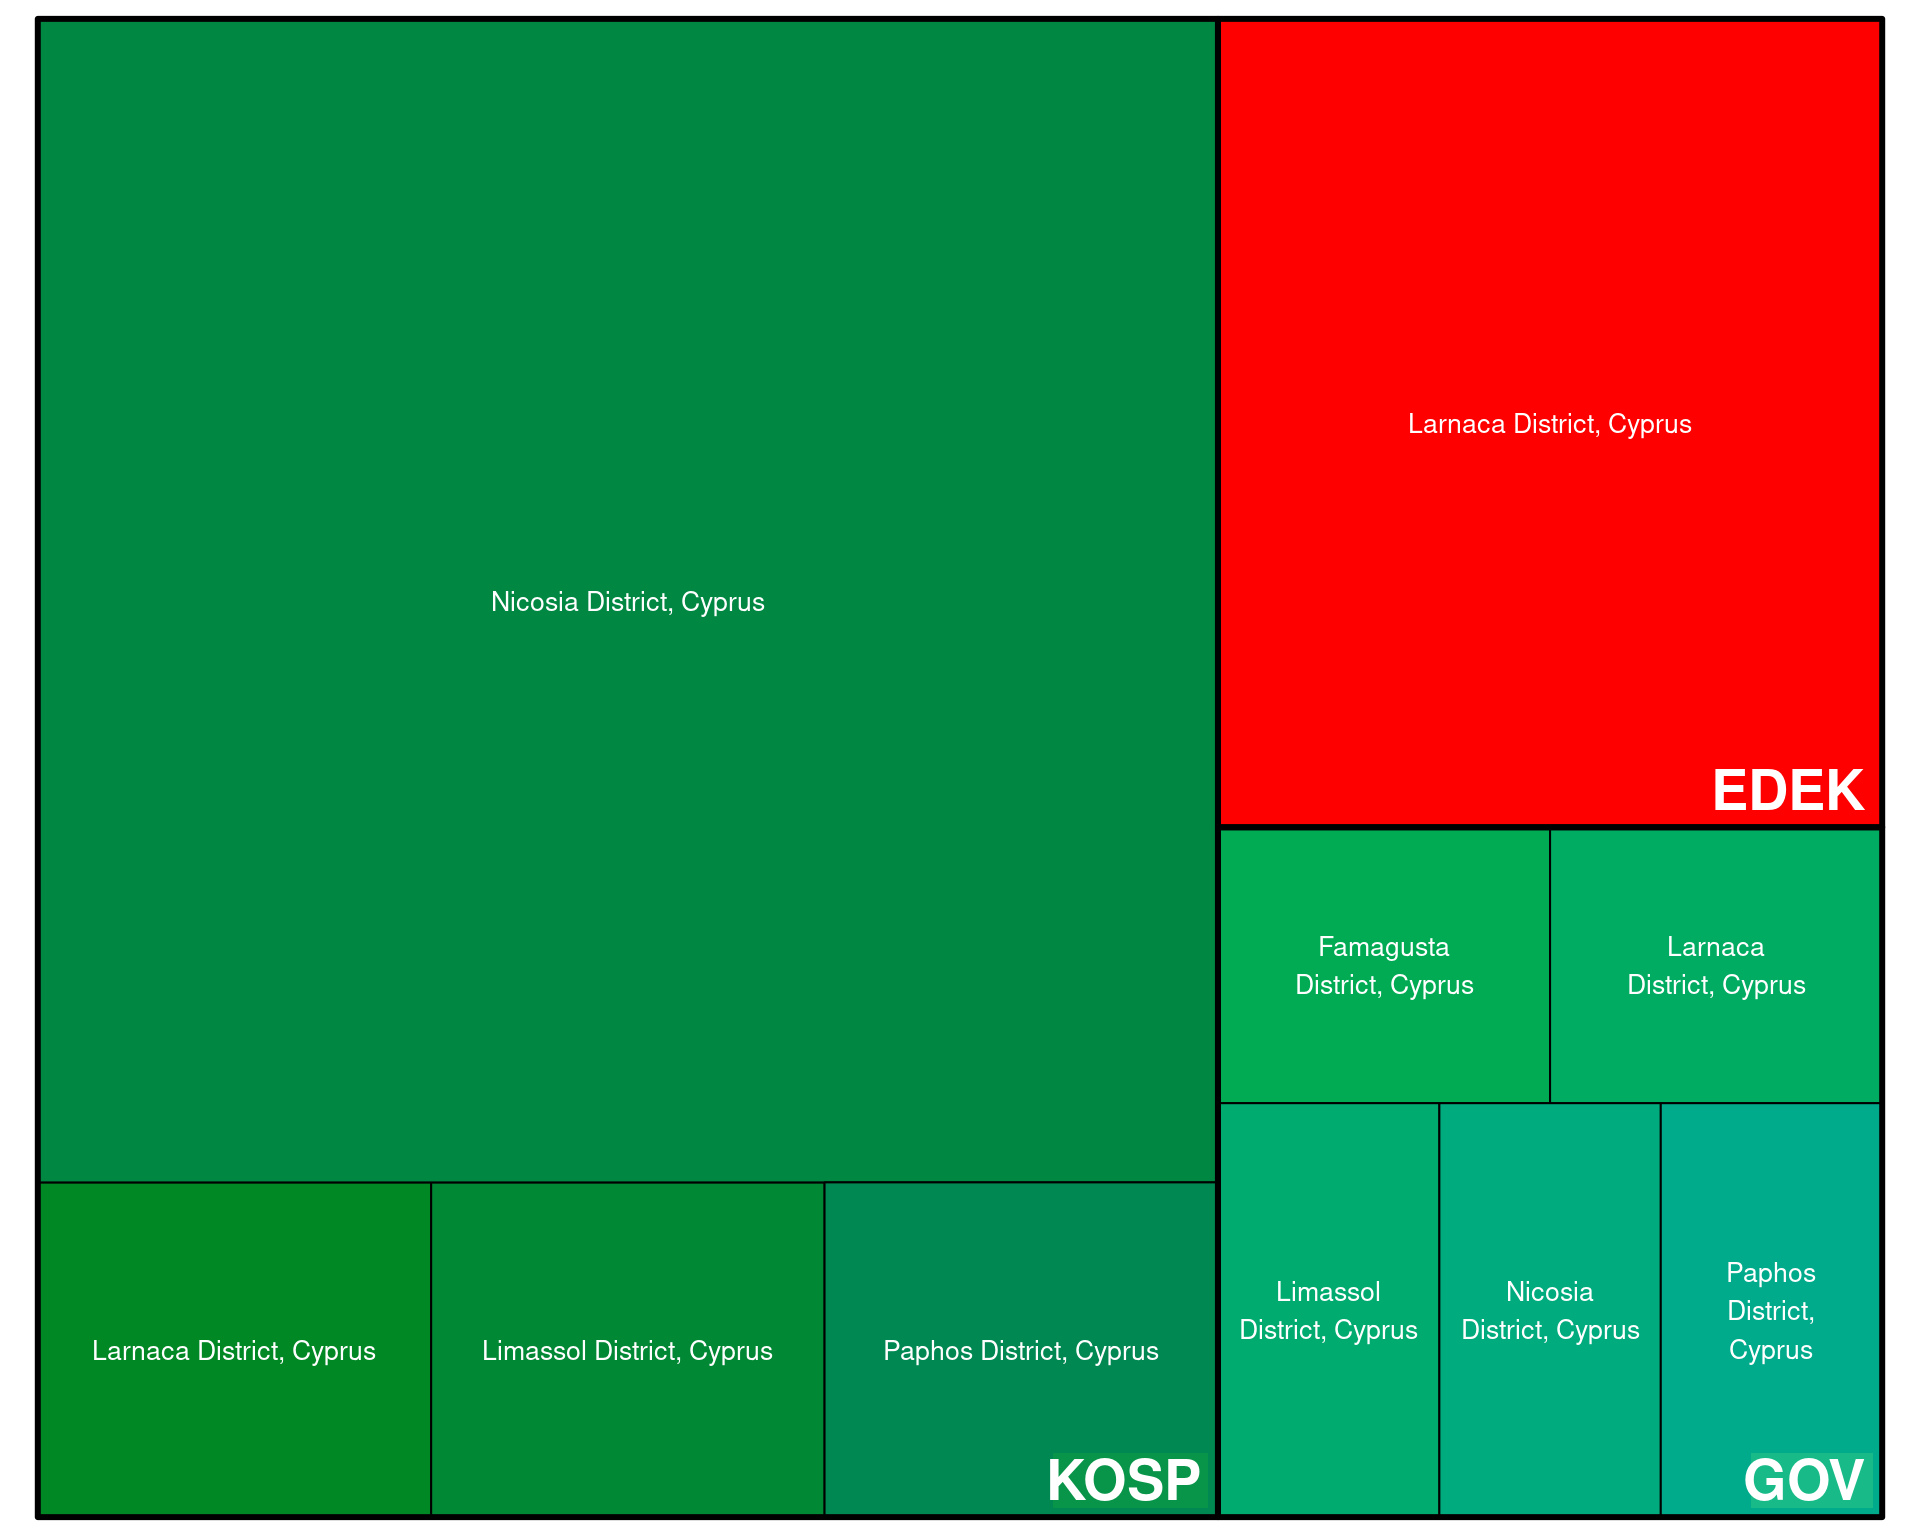 Nicosia District, Cyprus
Larnaca District, Cyprus
Limassol District, Cyprus
Paphos District, Cyprus
KOSP
Larnaca District, Cyprus
EDEK
Famagusta
District, Cyprus
Larnaca
District, Cyprus
Limassol
District, Cyprus
Nicosia
District, Cyprus
Paphos
District,
Cyprus
GOV